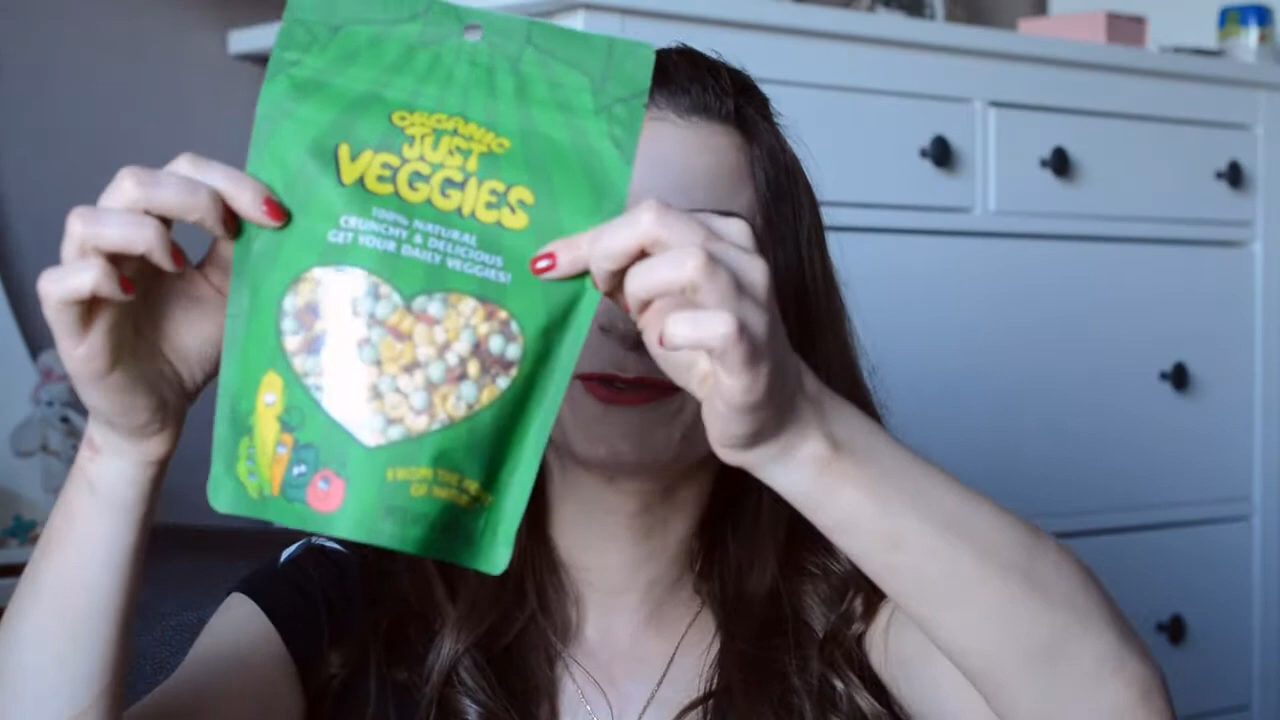 ORGANIC
JUST
VEGGIES
100% NATURAL
CRUNCHY & DELICIOUS
GET YOUR DAILY VEGGIES!
FROM THE
OF